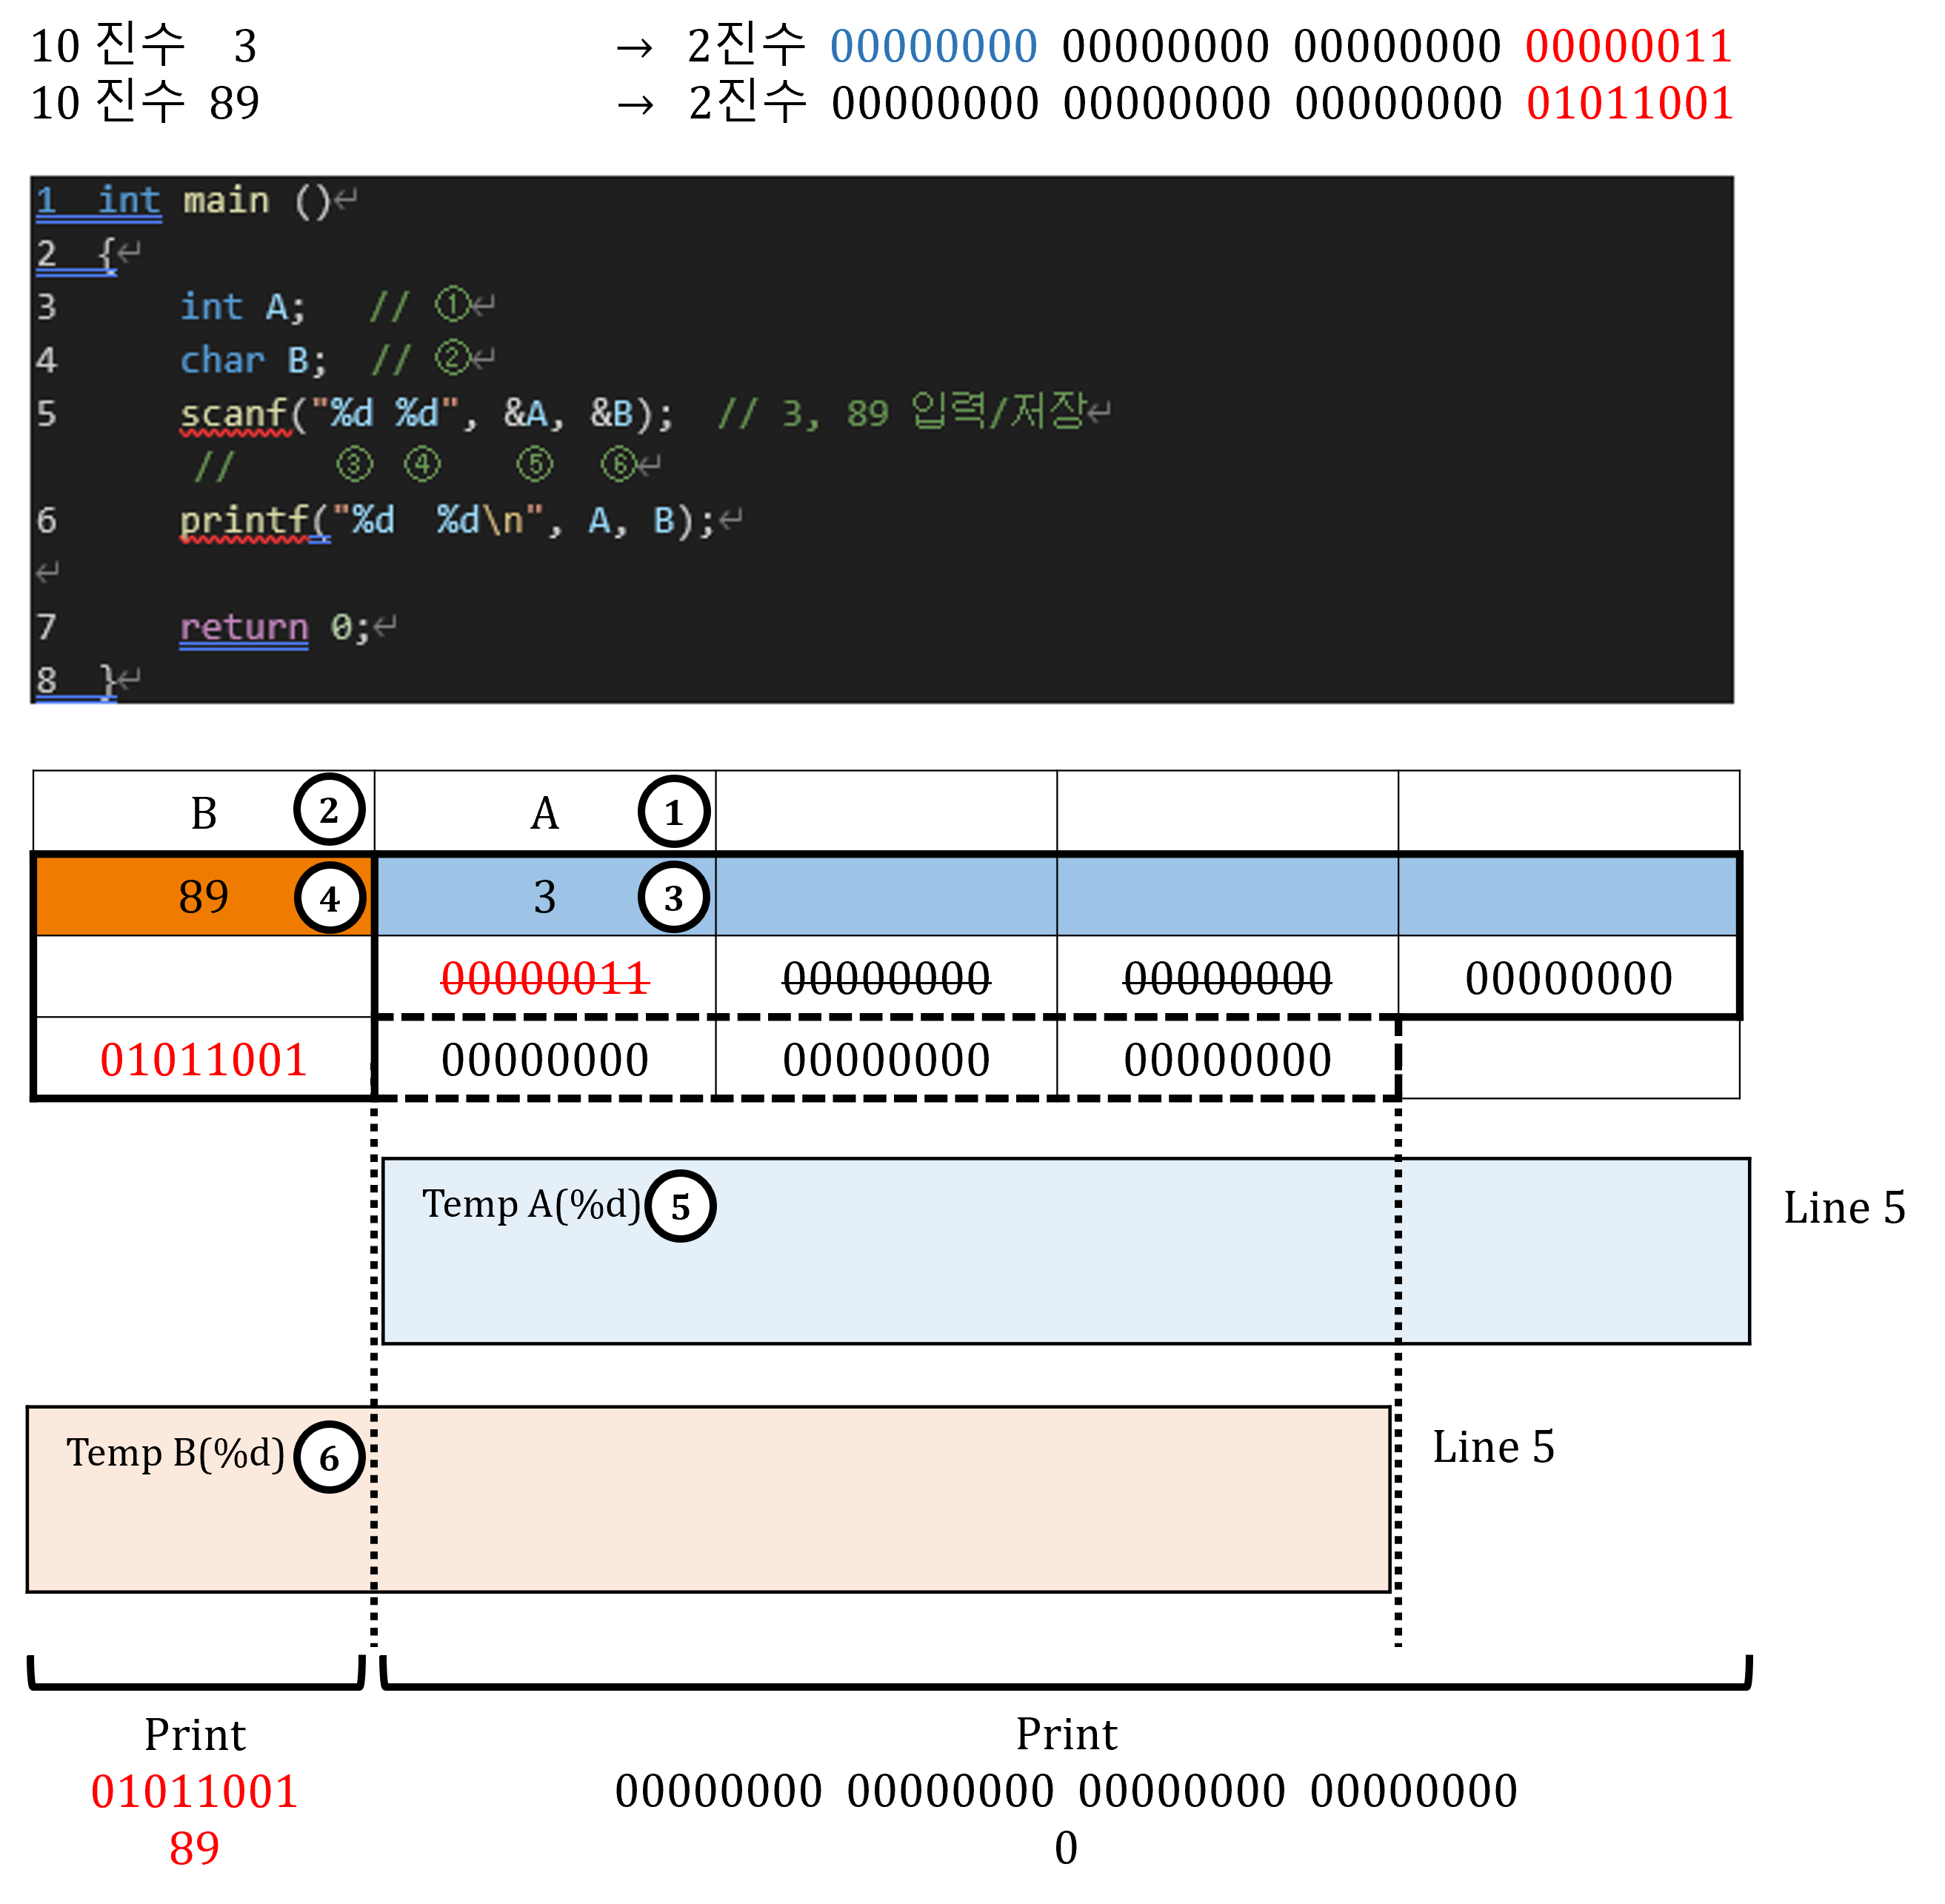 10 진수 3 → 2진수 00000000 00000000 00000000 00000011
10 진수 89 → 2진수 00000000 00000000 00000000 01011001
1 int main ()↵
2 {↵
3 int A; // ①↵
4 char B; // ②↵
5 scanf("%d %d", &A, &B); // 3, 89 입력/저장↵
// ③ ④ ⑤ ⑥↵
6 printf("%d  %d\n", A, B);↵
↵
7 return 0;↵
8 }↵
B ② A ①
89 ④ 3 ③
00000011 00000000 00000000 00000000
01011001 00000000 00000000 00000000
Temp A(%d) ⑤ Line 5
Temp B(%d) ⑥ Line 5
Print Print
01011001 00000000 00000000 00000000 00000000
89 0